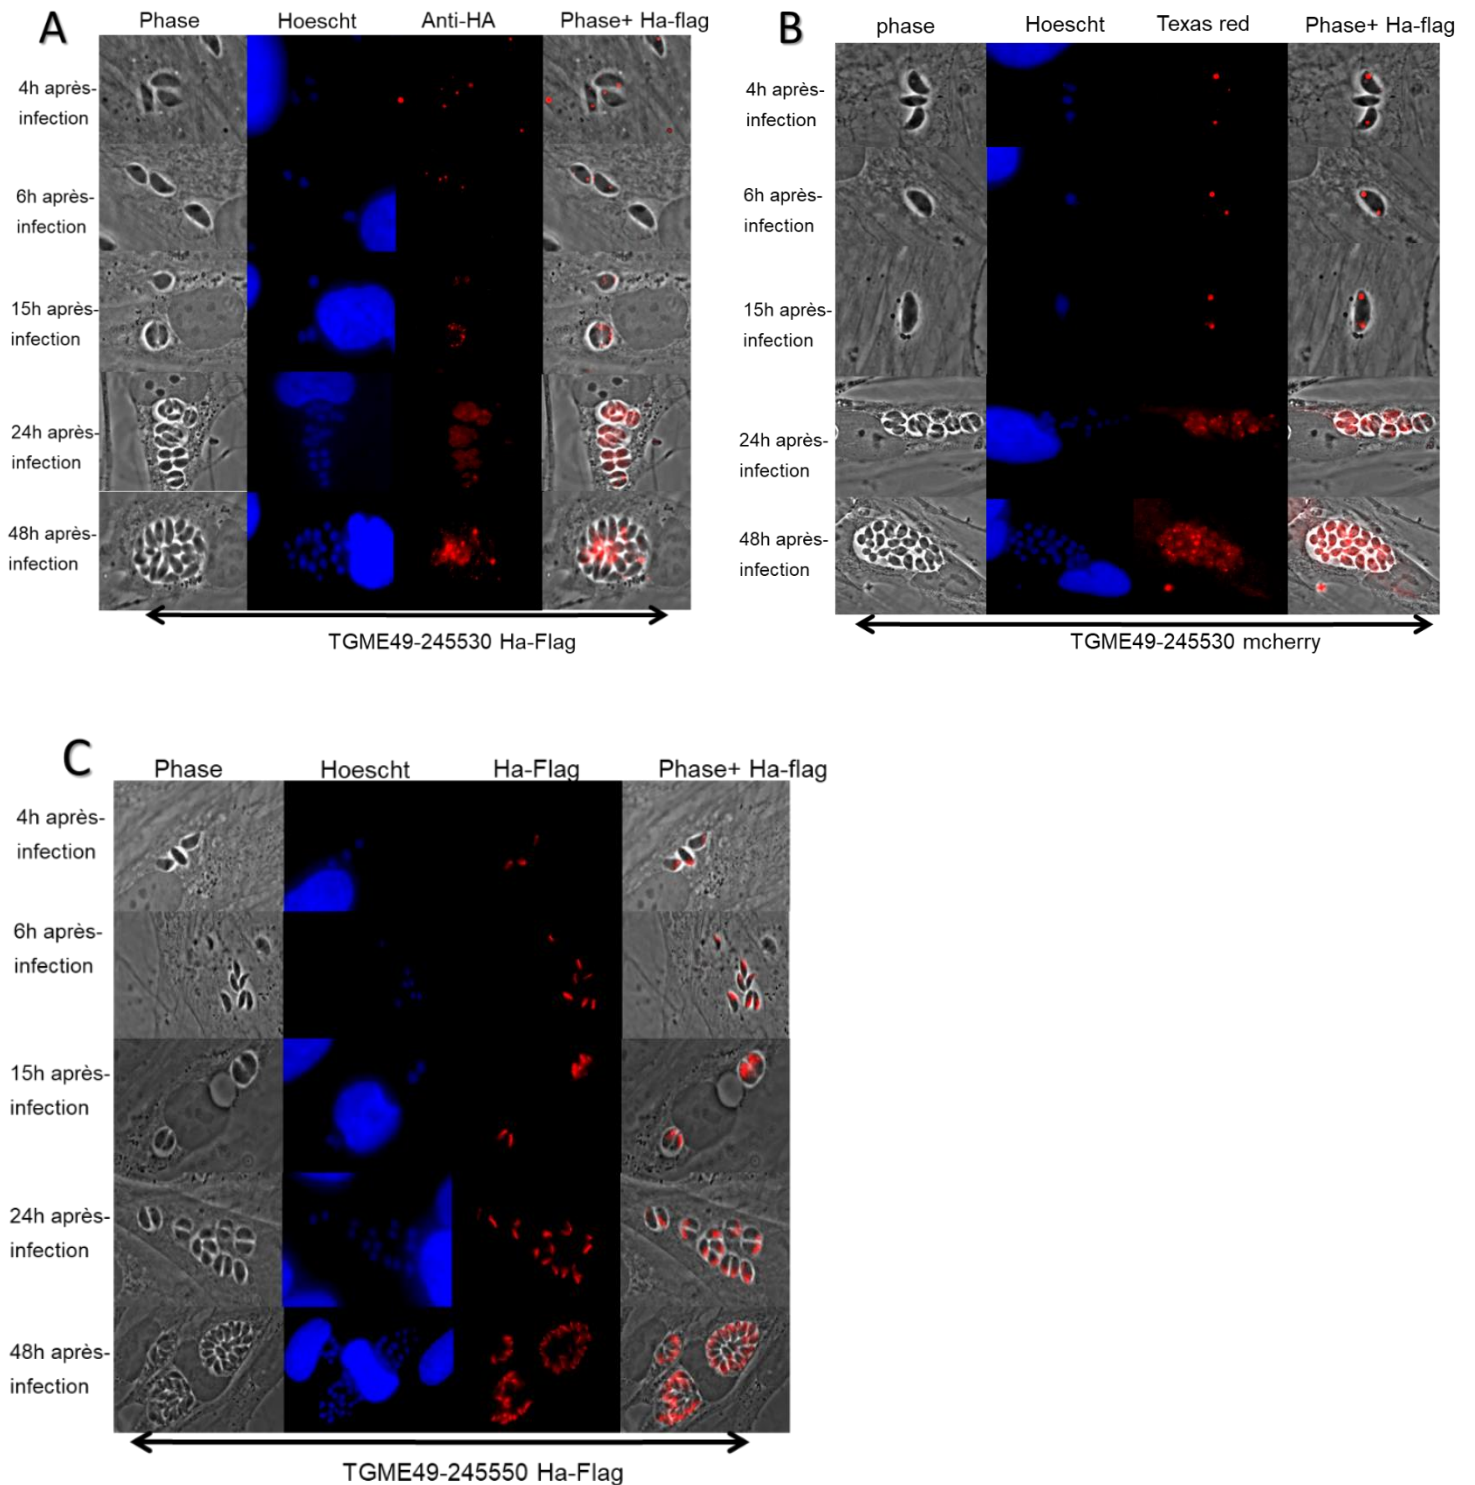 A
Phase Hoescht Anti-HA Phase+ Ha-flag
4h après-
infection
6h après-
infection
15h après-
infection
24h après-
infection
48h après-
infection
TGME49-245530 Ha-Flag
B
phase Hoescht Texas red Phase+ Ha-flag
4h après-
infection
6h après-
infection
15h après-
infection
24h après-
infection
48h après-
infection
TGME49-245530 mcherry
C
Phase Hoescht Ha-Flag Phase+ Ha-flag
4h après-
infection
6h après-
infection
15h après-
infection
24h après-
infection
48h après-
infection
TGME49-245550 Ha-Flag